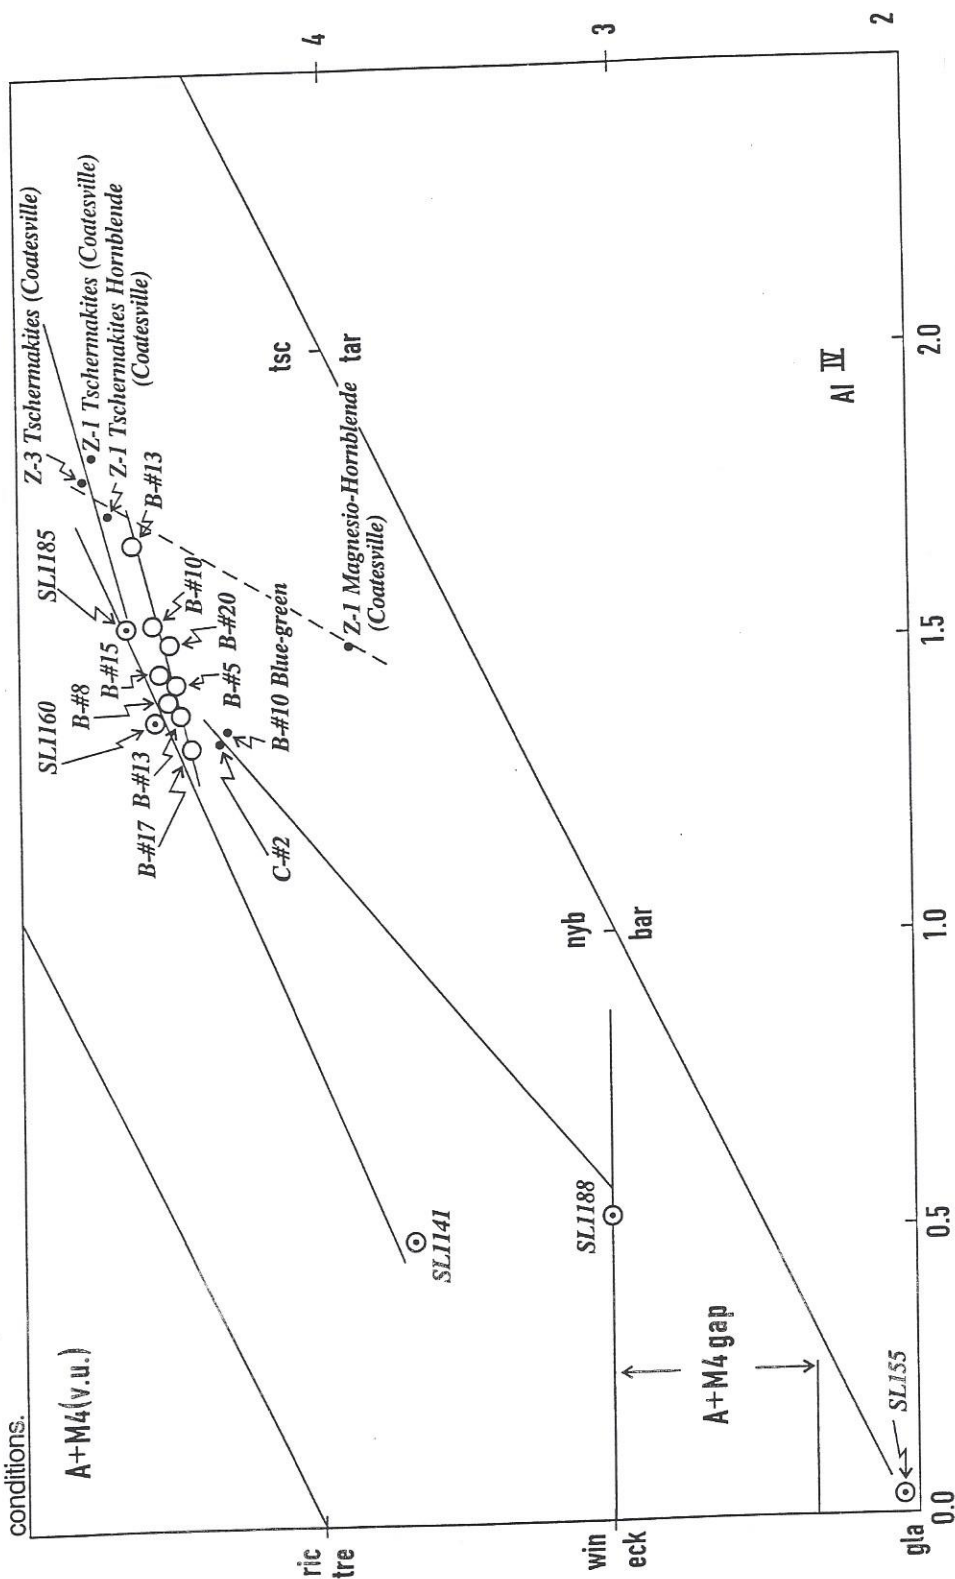 conditions.
A+M4(v.u.)
Z-3 Tschermakites (Coatesville)
Z-1 Tschermakites (Coatesville)
Z-1 Tschermakites Hornblende
(Coatesville)
SL1185
SL1160
B-#13
B-#10
B-#20
B-#15
B-#8
B-#5
B-#13
B-#17
B-#10 Blue-green
C-#2
Z-1 Magnesio-Hornblende
(Coatesville)
SL1141
SL1188
SL155
A+M4 gap
ric
tre
win
eck
gla
nyb
bar
tsc
tar
4
3
2
0.0
0.5
1.0
1.5
2.0
Al IV